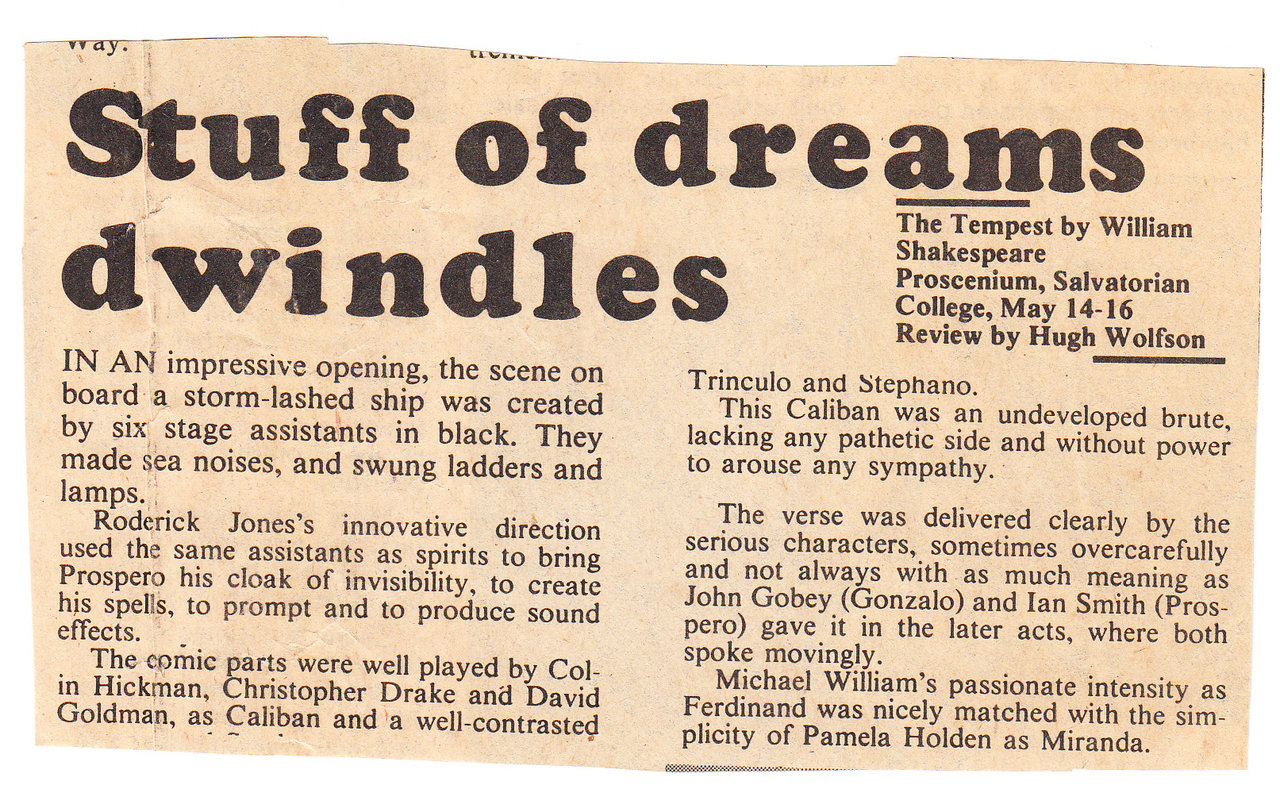 Way.
Stuff of dreams
dwindles
The Tempest by William
Shakespeare
Proscenium, Salvatorian
College, May 14-16
Review by Hugh Wolfson
IN AN impressive opening, the scene on
board a storm-lashed ship was created
by six stage assistants in black. They
made sea noises, and swung ladders and
lamps.
Roderick Jones's innovative direction
used the same assistants as spirits to bring
Prospero his cloak of invisibility, to create
his spells, to prompt and to produce sound
effects.
The comic parts were well played by Col-
in Hickman, Christopher Drake and David
Goldman, as Caliban and a well-contrasted
Trinculo and Stephano.
This Caliban was an undeveloped brute,
lacking any pathetic side and without power
to arouse any sympathy.
The verse was delivered clearly by the
serious characters, sometimes overcarefully
and not always with as much meaning as
John Gobey (Gonzalo) and Ian Smith (Pros-
pero) gave it in the later acts, where both
spoke movingly.
Michael William's passionate intensity as
Ferdinand was nicely matched with the sim-
plicity of Pamela Holden as Miranda.